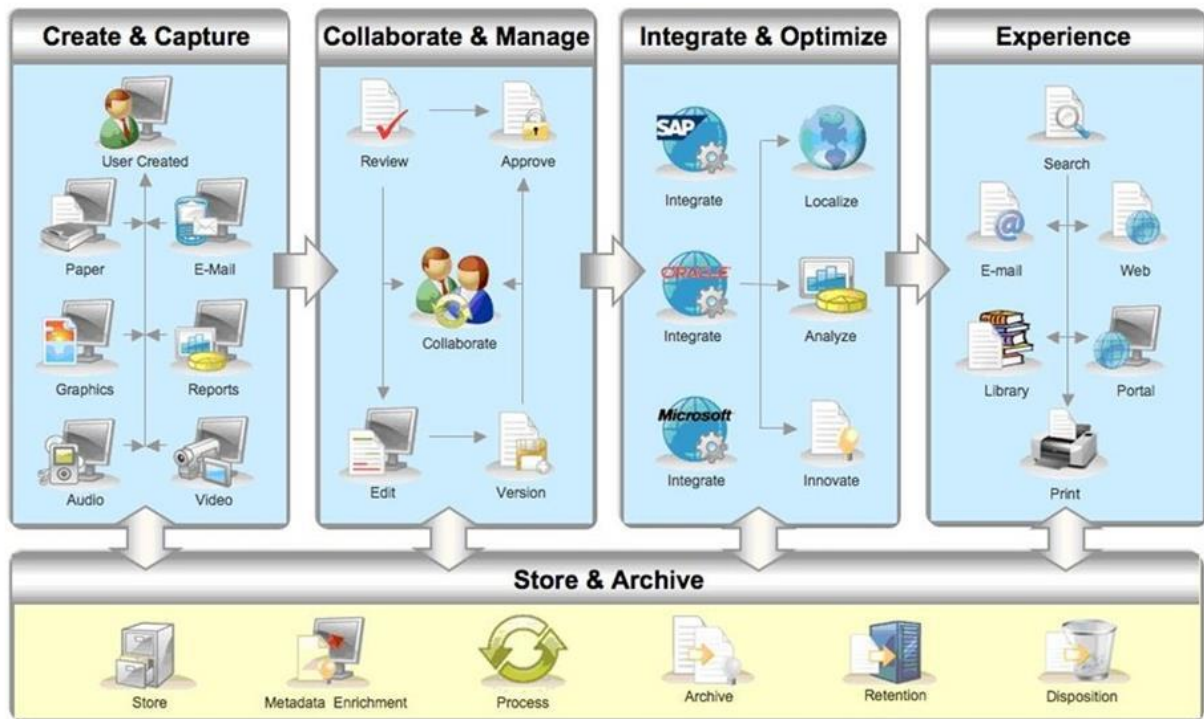 Create & Capture
User Created
Paper
E-Mail
Graphics
Reports
Audio
Video
Collaborate & Manage
Review
Approve
Collaborate
Edit
Version
Integrate & Optimize
SAP
Integrate
Localize
ORACLE
Integrate
Analyze
Microsoft
Integrate
Innovate
Experience
Search
@
E-mail
Web
Library
Portal
Print
Store & Archive
Store
Metadata Enrichment
Process
Archive
Retention
Disposition